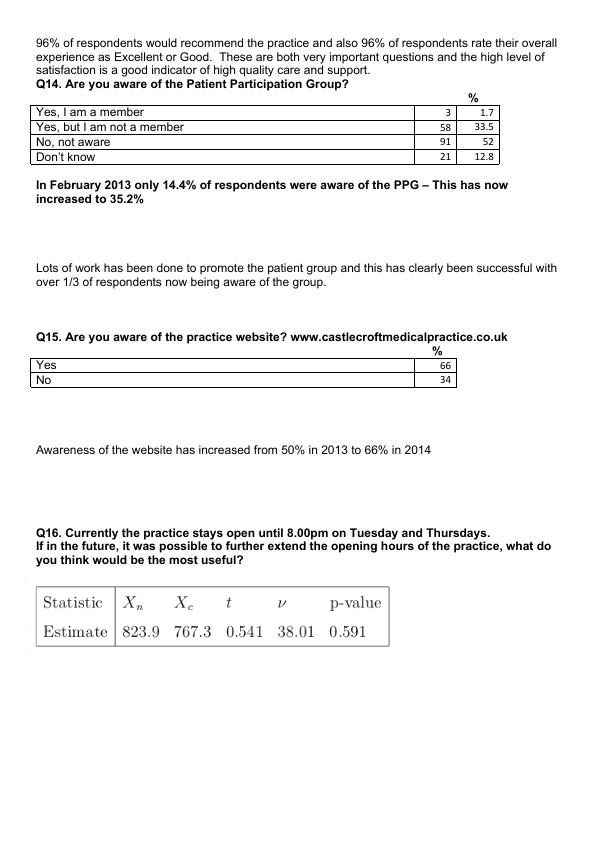 96% of respondents would recommend the practice and also 96% of respondents rate their overall
experience as Excellent or Good.  These are both very important questions and the high level of
satisfaction is a good indicator of high quality care and support.
Q14. Are you aware of the Patient Participation Group?
%
Yes, I am a member 3 1.7
Yes, but I am not a member 58 33.5
No, not aware 91 52
Don't know 21 12.8
In February 2013 only 14.4% of respondents were aware of the PPG – This has now
increased to 35.2%
Lots of work has been done to promote the patient group and this has clearly been successful with
over 1/3 of respondents now being aware of the group.
Q15. Are you aware of the practice website? www.castlecroftmedicalpractice.co.uk
%
Yes 66
No 34
Awareness of the website has increased from 50% in 2013 to 66% in 2014
Q16. Currently the practice stays open until 8.00pm on Tuesday and Thursdays.
If in the future, it was possible to further extend the opening hours of the practice, what do
you think would be the most useful?
Statistic Xn Xc t ν p-value
Estimate 823.9 767.3 0.541 38.01 0.591